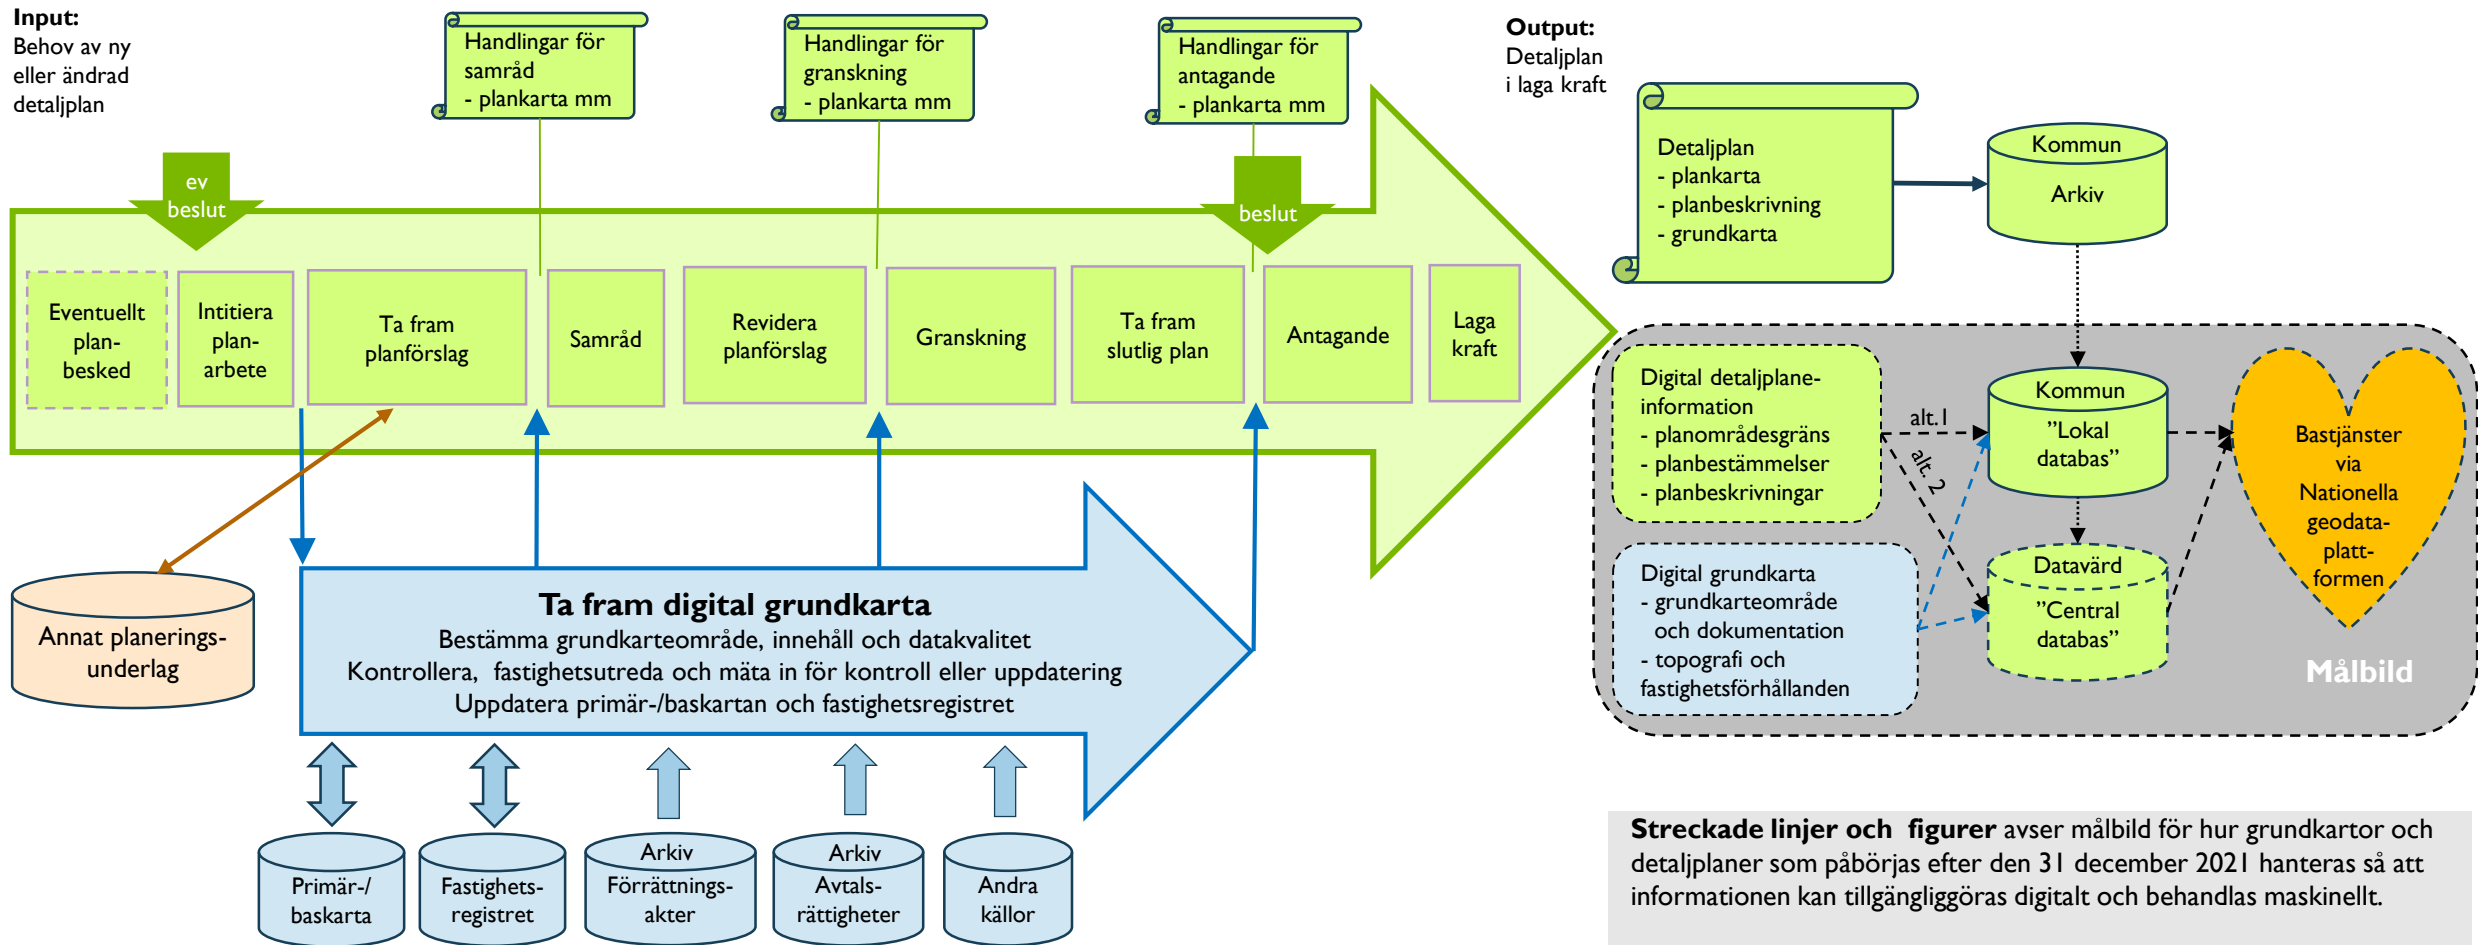 Input:
Behov av ny
eller ändrad
detaljplan
Handlingar för
samråd
- plankarta mm
Handlingar för
granskning
- plankarta mm
Handlingar för
antagande
- plankarta mm
Output:
Detaljplan
i laga kraft
Detaljplan
- plankarta
- planbeskrivning
- grundkarta
Kommun
Arkiv
ev
beslut
beslut
Eventuellt
plan-
besked
Intitiera
plan-
arbete
Ta fram
planförslag
Samråd
Revidera
planförslag
Granskning
Ta fram
slutlig plan
Antagande
Laga
kraft
Digital detaljplane-
information
- planområdesgräns
- planbestämmelser
- planbeskrivningar
alt.1
alt. 2
Kommun
”Lokal
databas”
Bastjänster
via
Nationella
geodata-
platt-
formen
Digital grundkarta
- grundkarteområde
och dokumentation
- topografi och
fastighetsförhållanden
Datavärd
”Central
databas”
Målbild
Annat planerings-
underlag
Ta fram digital grundkarta
Bestämma grundkarteområde, innehåll och datakvalitet
Kontrollera, fastighetsutreda och mäta in för kontroll eller uppdatering
Uppdatera primär-/baskartan och fastighetsregistret
Primär-/
baskarta
Fastighets-
registret
Arkiv
Förrättnings-
akter
Arkiv
Avtals-
rättigheter
Andra
källor
Streckade linjer och figurer avser målbild för hur grundkartor och
detaljplaner som påbörjas efter den 31 december 2021 hanteras så att
informationen kan tillgängliggöras digitalt och behandlas maskinellt.